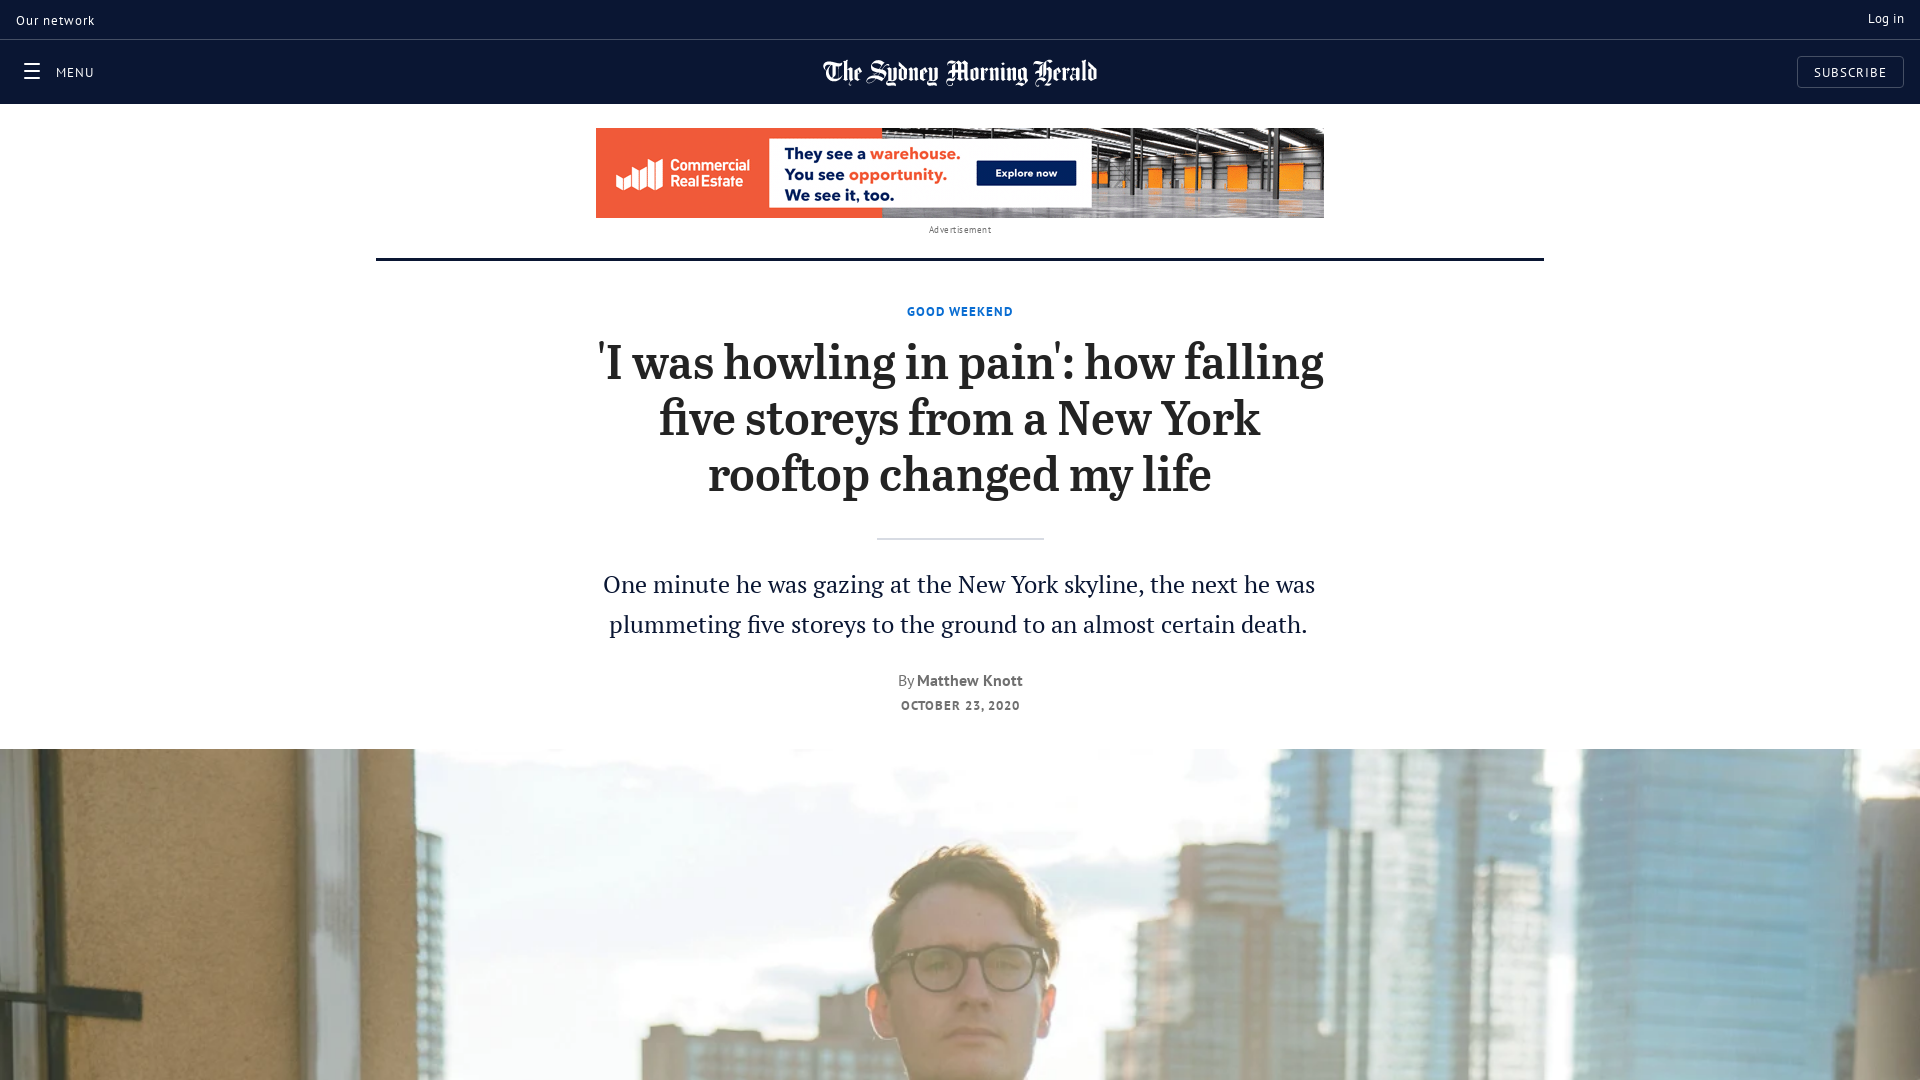 Our network
Log in
MENU
The Sydney Morning Herald
SUBSCRIBE
Commercial
Real Estate
They see a warehouse.
You see opportunity.
We see it, too.
Explore now
Advertisement
GOOD WEEKEND
'I was howling in pain': how falling
five storeys from a New York
rooftop changed my life
One minute he was gazing at the New York skyline, the next he was
plummeting five storeys to the ground to an almost certain death.
By Matthew Knott
OCTOBER 23, 2020